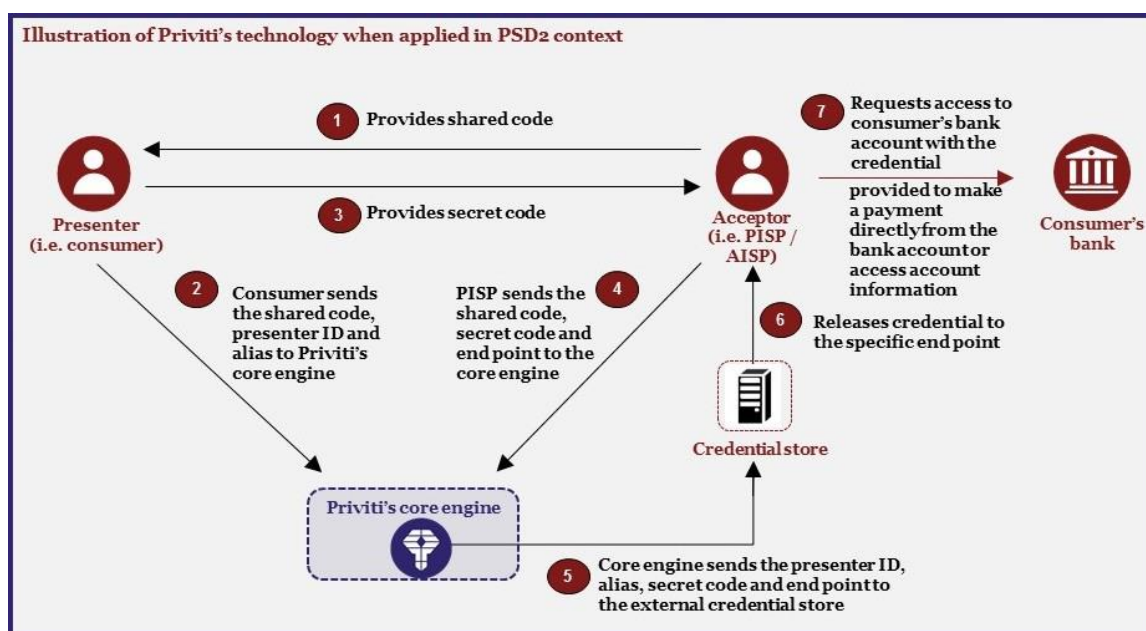 Illustration of Priviti's technology when applied in PSD2 context
1
Provides shared code
7
Requests access to
consumer's bank
account with the
credential
provided to make
a payment
directly from the
bank account or
access account
information
3
Provides secret code
Presenter
(i.e. consumer)
Acceptor
(i.e. PISP /
AISP)
Consumer's
bank
2
Consumer sends
the shared code,
presenter ID and
alias to Priviti's
core engine
PISP sends the
shared code,
secret code and
end point to the
core engine
4
6
Releases credential to
the specific end point
Credential store
Priviti's core engine
5
Core engine sends the presenter ID,
alias, secret code and end point to
the external credential store